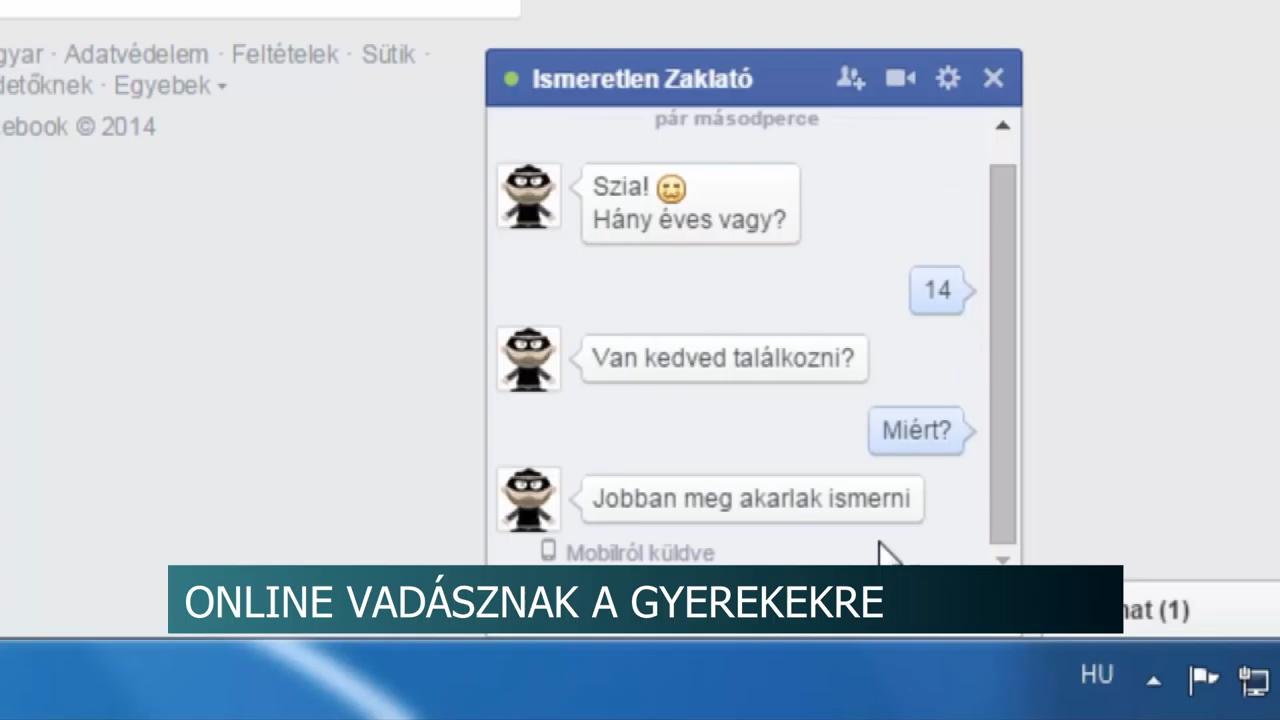 gyar · Adatvédelem · Feltételek · Sütik ·
detőknek · Egyebek
ebook © 2014
Ismeretlen Zaklató
pár másodperce
Szia!
Hány éves vagy?
14
Van kedved találkozni?
Miért?
Jobban meg akarlak ismerni
Mobilról küldve
ONLINE VADÁSZNAK A GYEREKEKRE
hat (1)
HU